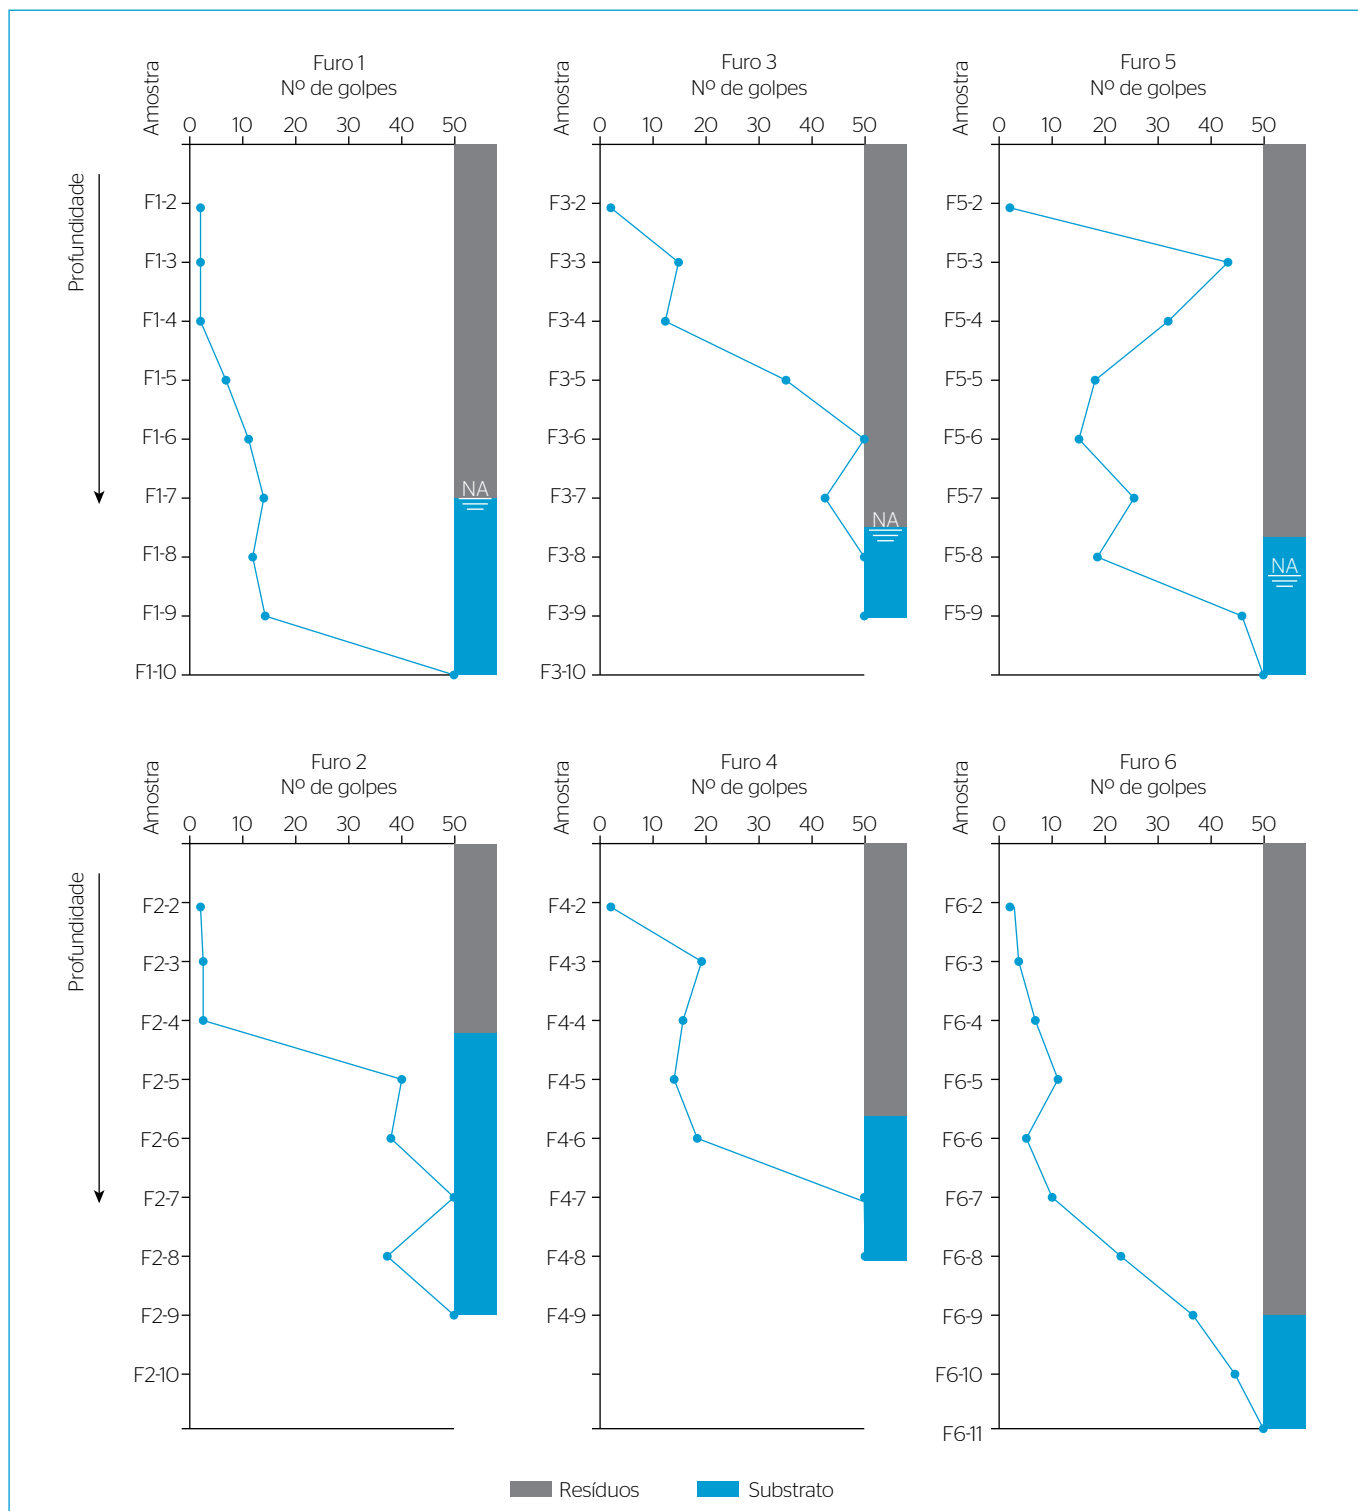 Amostra
Furo 1
Nº de golpes
0 10 20 30 40 50
Profundidade
F1-2
F1-3
F1-4
F1-5
F1-6
F1-7
F1-8
F1-9
F1-10
NA
Amostra
Furo 3
Nº de golpes
0 10 20 30 40 50
F3-2
F3-3
F3-4
F3-5
F3-6
F3-7
F3-8
F3-9
F3-10
NA
Amostra
Furo 5
Nº de golpes
0 10 20 30 40 50
F5-2
F5-3
F5-4
F5-5
F5-6
F5-7
F5-8
F5-9
NA
Amostra
Furo 2
Nº de golpes
0 10 20 30 40 50
Profundidade
F2-2
F2-3
F2-4
F2-5
F2-6
F2-7
F2-8
F2-9
F2-10
Amostra
Furo 4
Nº de golpes
0 10 20 30 40 50
F4-2
F4-3
F4-4
F4-5
F4-6
F4-7
F4-8
F4-9
Amostra
Furo 6
Nº de golpes
0 10 20 30 40 50
F6-2
F6-3
F6-4
F6-5
F6-6
F6-7
F6-8
F6-9
F6-10
F6-11
Resíduos
Substrato